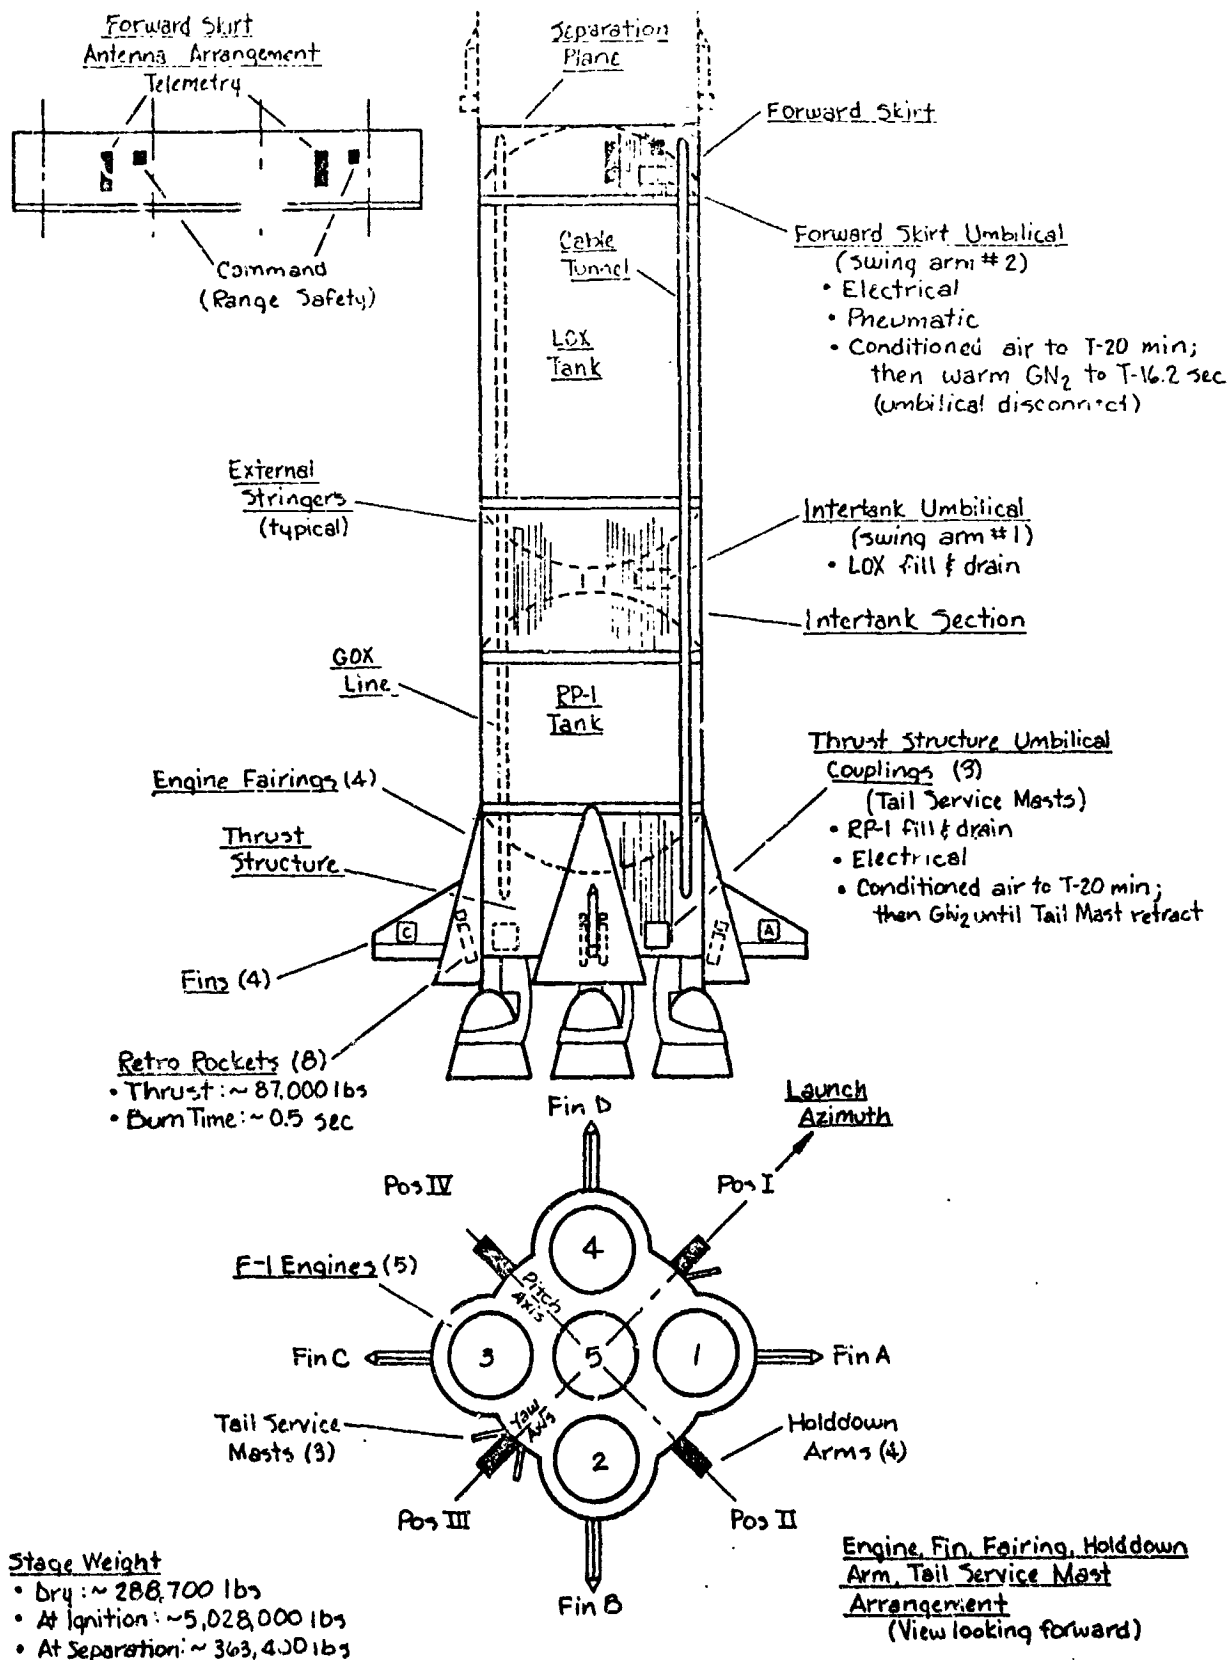 Forward Skirt
Antenna Arrangement
Telemetry
Command
(Range Safety)
Separation
Plane
Forward Skirt
Forward Skirt Umbilical
(swing arm #2)
• Electrical
• Pneumatic
• Conditioned air to T-20 min;
then warm GN2 to T-16.2 sec
(umbilical disconnect)
Cable
Tunnel
LOX
Tank
External
Stringers
(typical)
Intertank Umbilical
(swing arm #1)
• LOX fill & drain
Intertank Section
GOX
Line
RP-1
Tank
Engine Fairings (4)
Thrust
Structure
Thrust Structure Umbilical
Couplings (3)
(Tail Service Masts)
• RP-1 fill & drain
• Electrical
• Conditioned air to T-20 min;
then GN2 until Tail Mast retract
C
A
Fins (4)
Retro Rockets (8)
• Thrust: ~ 87,000 lbs
• Burn Time: ~ 0.5 sec
Fin D
Launch
Azimuth
Pos IV
Pos I
F-1 Engines (5)
Pitch
Axis
4
3
5
1
2
Fin C
Fin A
Yaw
Axis
Tail Service
Masts (3)
Holddown
Arms (4)
Pos III
Pos II
Fin B
Stage Weight
• Dry: ~ 288,700 lbs
• At Ignition: ~5,028,000 lbs
• At Separation: ~ 363,400 lbs
Engine, Fin, Fairing, Holddown
Arm, Tail Service Mast
Arrangement
(View looking forward)